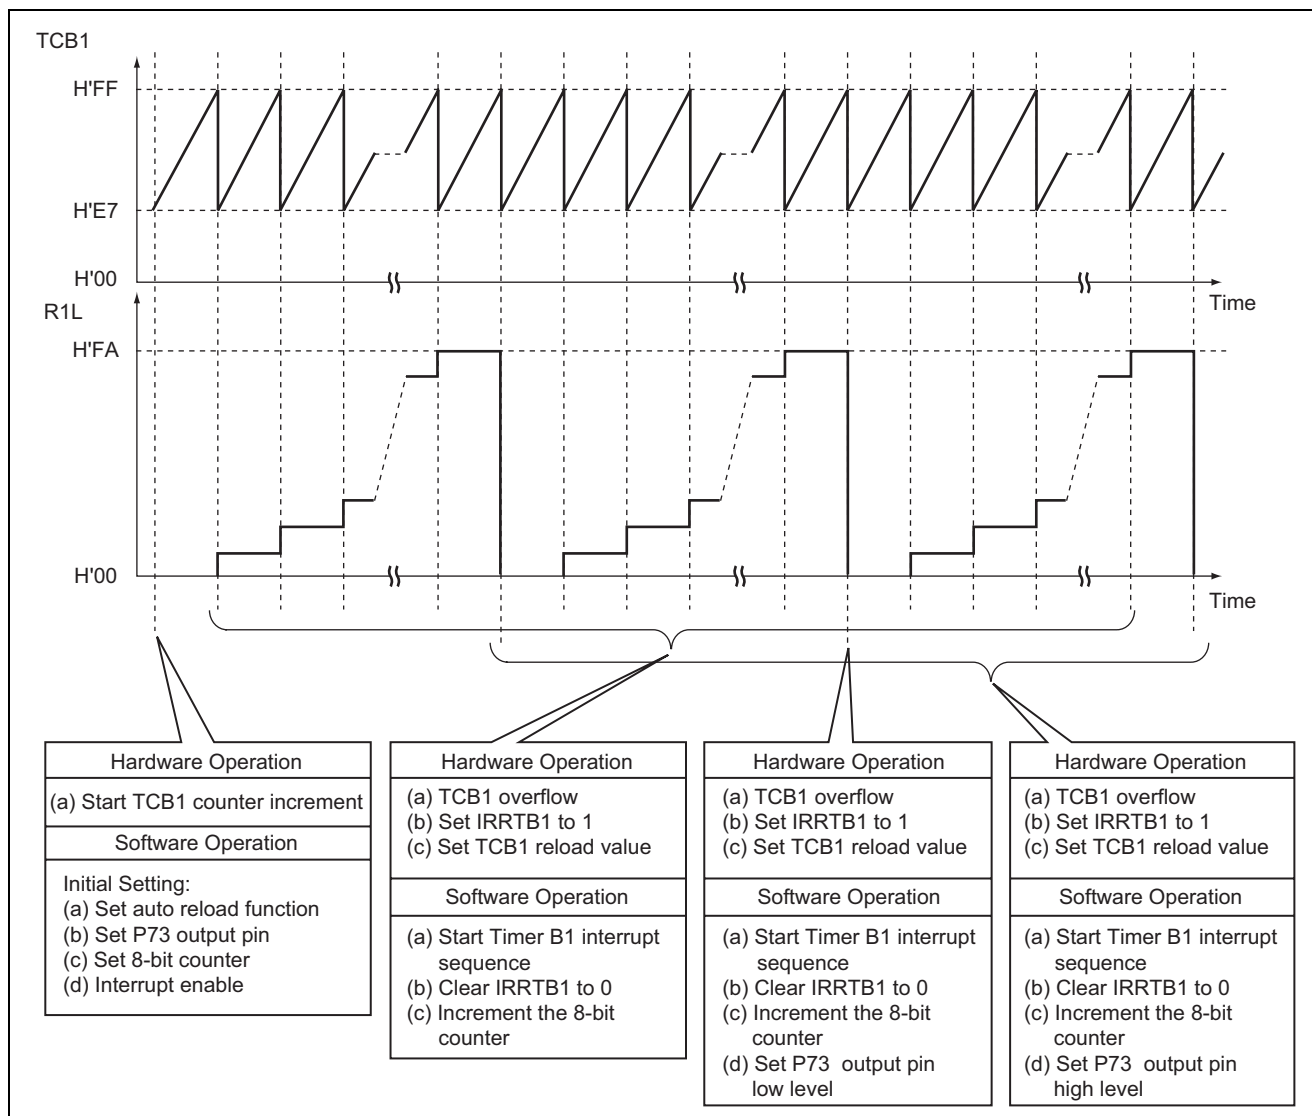 TCB1
H'FF
H'E7
H'00
Time
R1L
H'FA
H'00
Time
Hardware Operation
(a) Start TCB1 counter increment
Software Operation
Initial Setting:
(a) Set auto reload function
(b) Set P73 output pin
(c) Set 8-bit counter
(d) Interrupt enable
Hardware Operation
(a) TCB1 overflow
(b) Set IRRTB1 to 1
(c) Set TCB1 reload value
Software Operation
(a) Start Timer B1 interrupt
sequence
(b) Clear IRRTB1 to 0
(c) Increment the 8-bit
counter
Hardware Operation
(a) TCB1 overflow
(b) Set IRRTB1 to 1
(c) Set TCB1 reload value
Software Operation
(a) Start Timer B1 interrupt
sequence
(b) Clear IRRTB1 to 0
(c) Increment the 8-bit
counter
(d) Set P73 output pin
low level
Hardware Operation
(a) TCB1 overflow
(b) Set IRRTB1 to 1
(c) Set TCB1 reload value
Software Operation
(a) Start Timer B1 interrupt
sequence
(b) Clear IRRTB1 to 0
(c) Increment the 8-bit
counter
(d) Set P73 output pin
high level